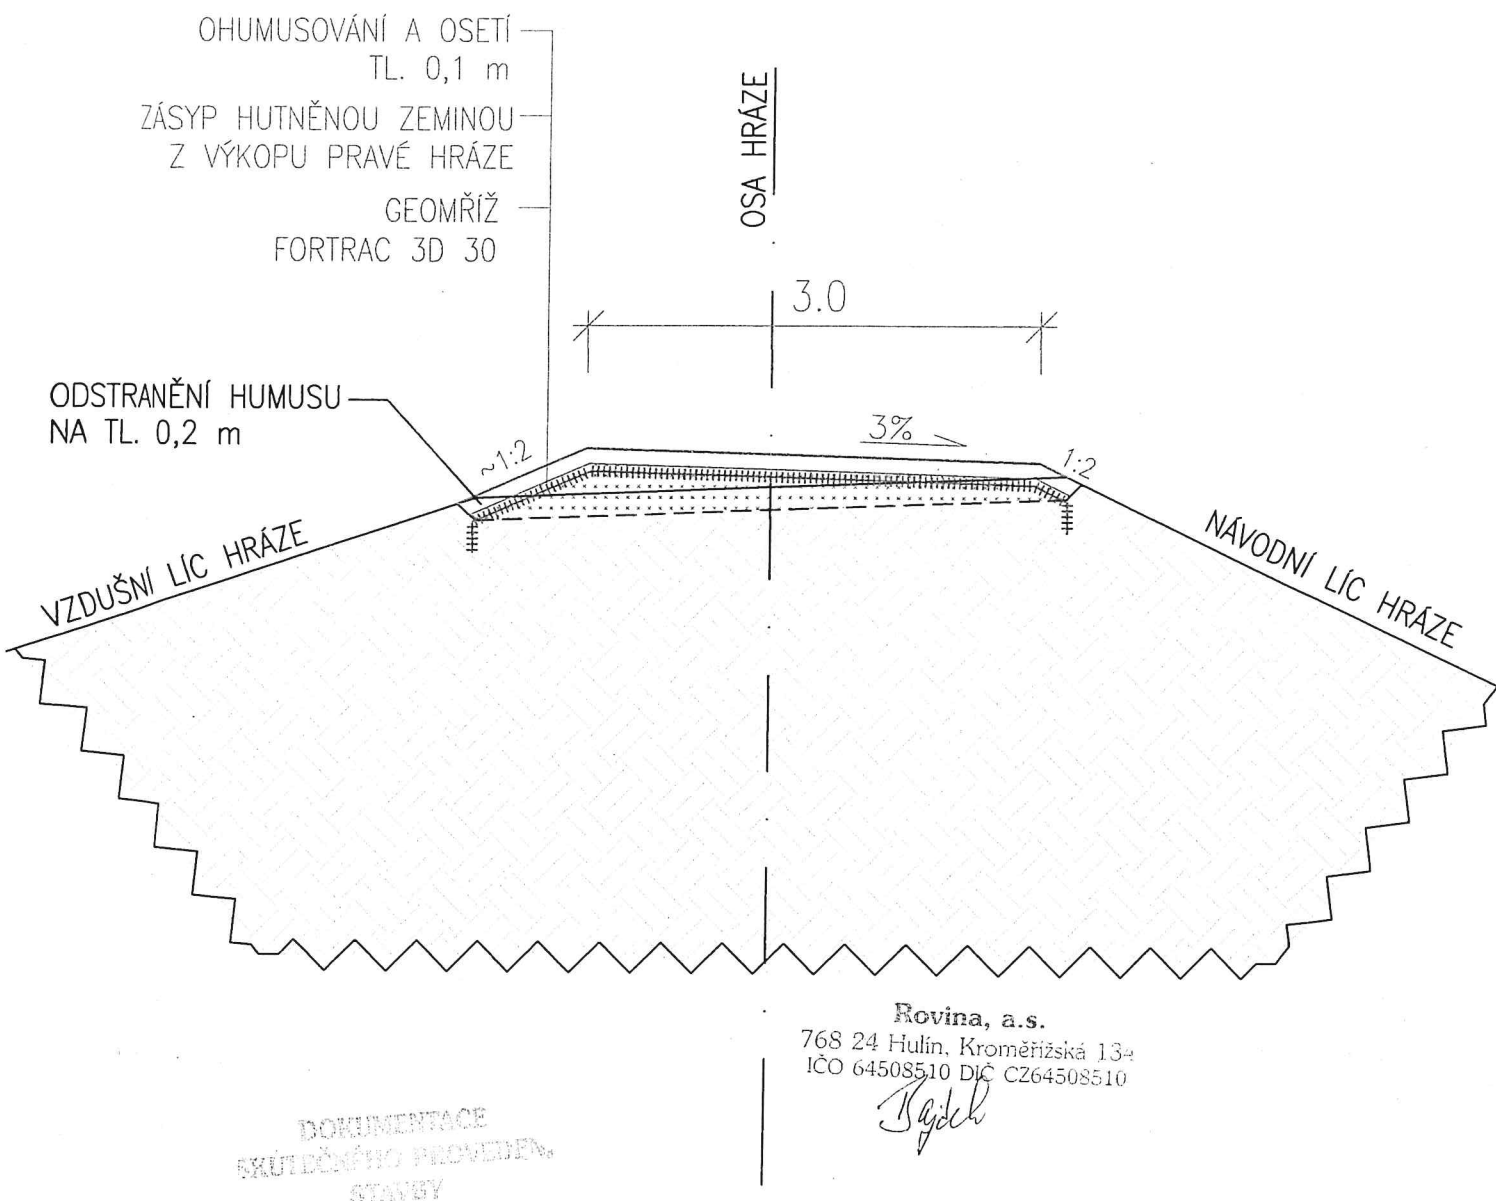 OHUMUSOVÁNÍ A OSETÍ
TL. 0,1 m
ZÁSYP HUTNĚNOU ZEMINOU
Z VÝKOPU PRAVÉ HRÁZE
GEOMŘÍŽ
FORTRAC 3D 30
OSA HRÁZE
3.0
ODSTRANĚNÍ HUMUSU
NA TL. 0,2 m
~1:2
3%
1:2
VZDUŠNÍ LÍC HRÁZE
NÁVODNÍ LÍC HRÁZE
Rovina, a.s.
768 24 Hulín, Kroměřížská 134
IČO 64508510 DIČ CZ64508510
DOKUMENTACE
SKUTEČNÉHO PROVEDEN
STAVBY